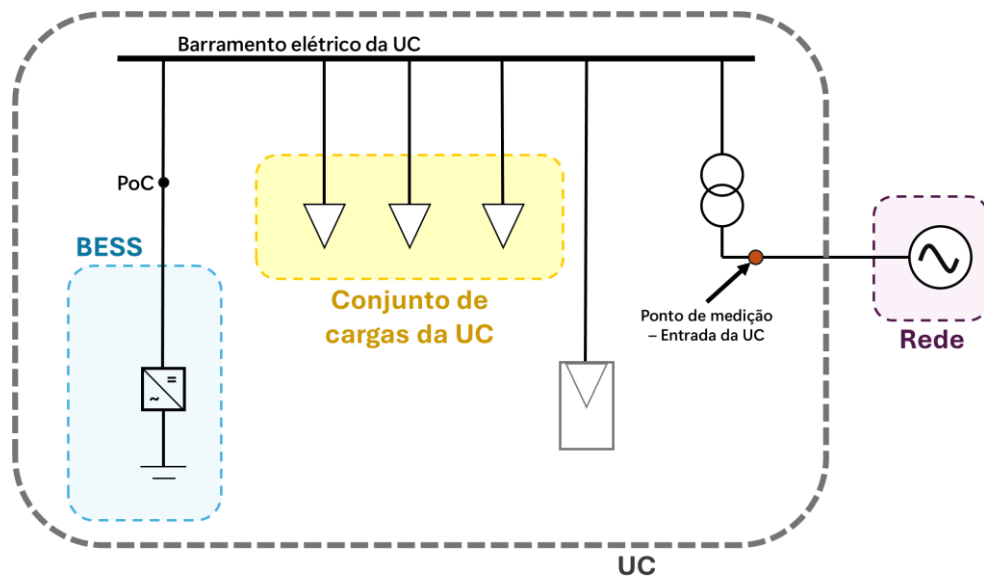 Barramento elétrico da UC
PoC
BESS
Conjunto de
cargas da UC
Ponto de medição
– Entrada da UC
Rede
UC